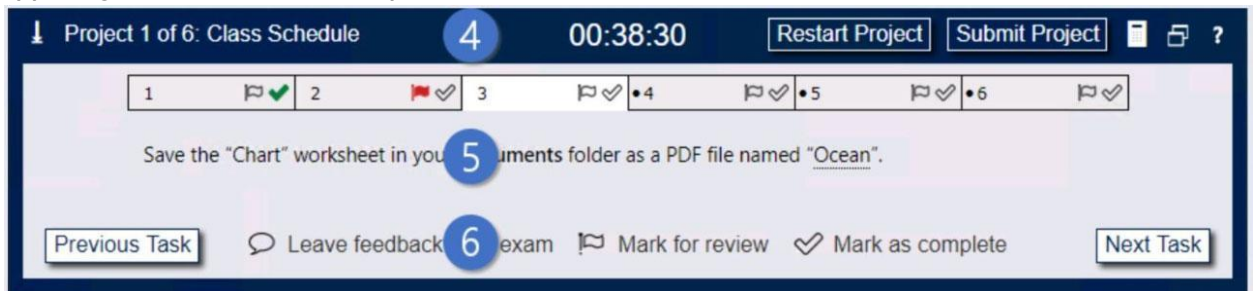 Project 1 of 6: Class Schedule 4 00:38:30 Restart Project Submit Project ?
1 2 3 •4 •5 •6
Save the “Chart” worksheet in you 5 uments folder as a PDF file named “Ocean”.
Previous Task Leave feedback 6 exam Mark for review Mark as complete Next Task